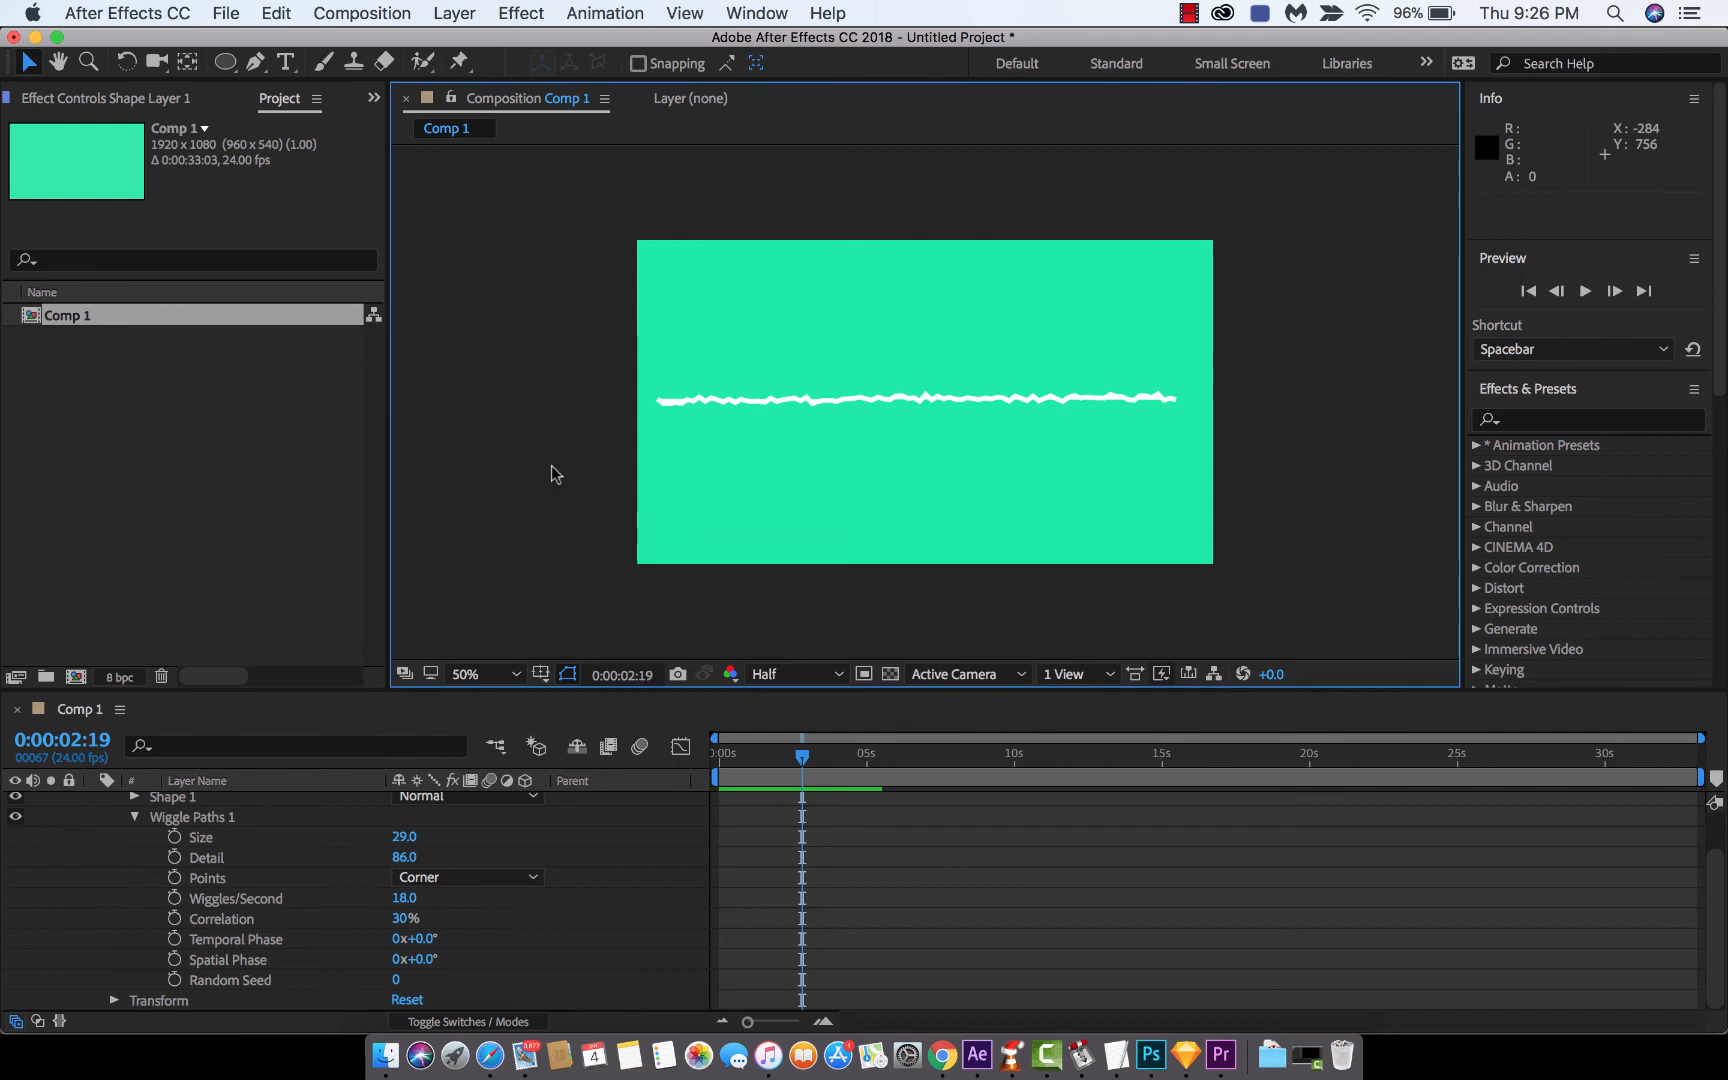 After Effects CC File Edit Composition Layer Effect Animation View Window Help 96% Thu 9:26 PM
Adobe After Effects CC 2018 - Untitled Project *
Snapping Default Standard Small Screen Libraries Search Help
Effect Controls Shape Layer 1 Project
Comp 1
1920 x 1080 (960 x 540) (1.00)
Δ 0:00:33:03, 24.00 fps
Name
Comp 1
Composition Comp 1 Layer (none)
Comp 1
50% 0:00:02:19 Half Active Camera 1 View +0.0
8 bpc
Info
R: X: -284
G: Y: 756
B:
A: 0
Preview
Shortcut
Spacebar
Effects & Presets
* Animation Presets
3D Channel
Audio
Blur & Sharpen
Channel
CINEMA 4D
Color Correction
Distort
Expression Controls
Generate
Immersive Video
Keying
Comp 1
0:00:02:19
00067 (24.00 fps)
:00s 05s 10s 15s 20s 25s 30s
# Layer Name Parent
Shape 1 Normal
Wiggle Paths 1
Size 29.0
Detail 86.0
Points Corner
Wiggles/Second 18.0
Correlation 30%
Temporal Phase 0x+0.0°
Spatial Phase 0x+0.0°
Random Seed 0
Transform Reset
Toggle Switches / Modes
3,877 JAN 4 1 Ae Ps Pr